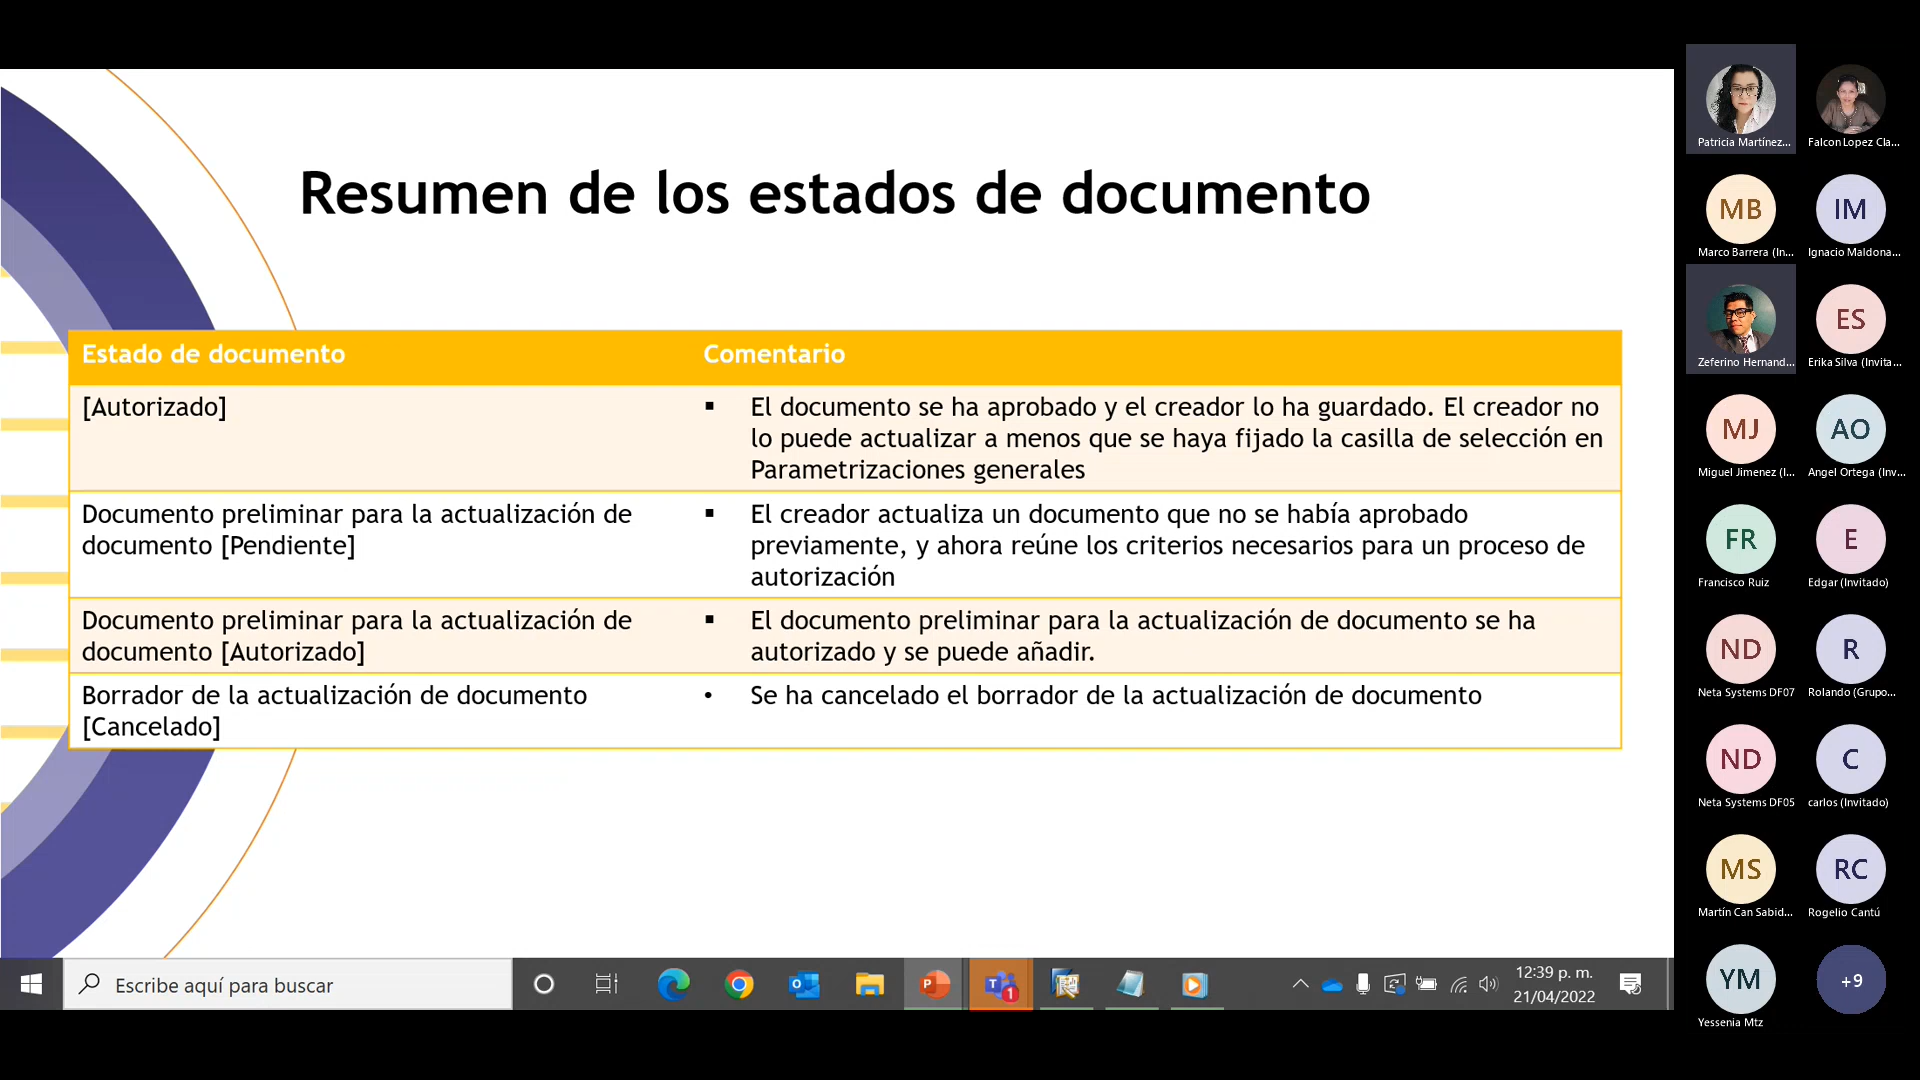 Resumen de los estados de documento
Estado de documento
Comentario
[Autorizado]
▪ El documento se ha aprobado y el creador lo ha guardado. El creador no
lo puede actualizar a menos que se haya fijado la casilla de selección en
Parametrizaciones generales
Documento preliminar para la actualización de
documento [Pendiente]
▪ El creador actualiza un documento que no se había aprobado
previamente, y ahora reúne los criterios necesarios para un proceso de
autorización
Documento preliminar para la actualización de
documento [Autorizado]
▪ El documento preliminar para la actualización de documento se ha
autorizado y se puede añadir.
Borrador de la actualización de documento
[Cancelado]
• Se ha cancelado el borrador de la actualización de documento
Patricia Martínez...
Falcon Lopez Cla...
MB
Marco Barrera (In...
IM
Ignacio Maldona...
Zeferino Hernand...
ES
Erika Silva (Invita...
MJ
Miguel Jimenez (I...
AO
Angel Ortega (Inv...
FR
Francisco Ruiz
E
Edgar (Invitado)
ND
Neta Systems DF07
R
Rolando (Grupo...
ND
Neta Systems DF05
C
carlos (Invitado)
MS
Martín Can Sabid...
RC
Rogelio Cantú
YM
Yessenia Mtz
+9
Escribe aquí para buscar
1
12:39 p. m.
21/04/2022